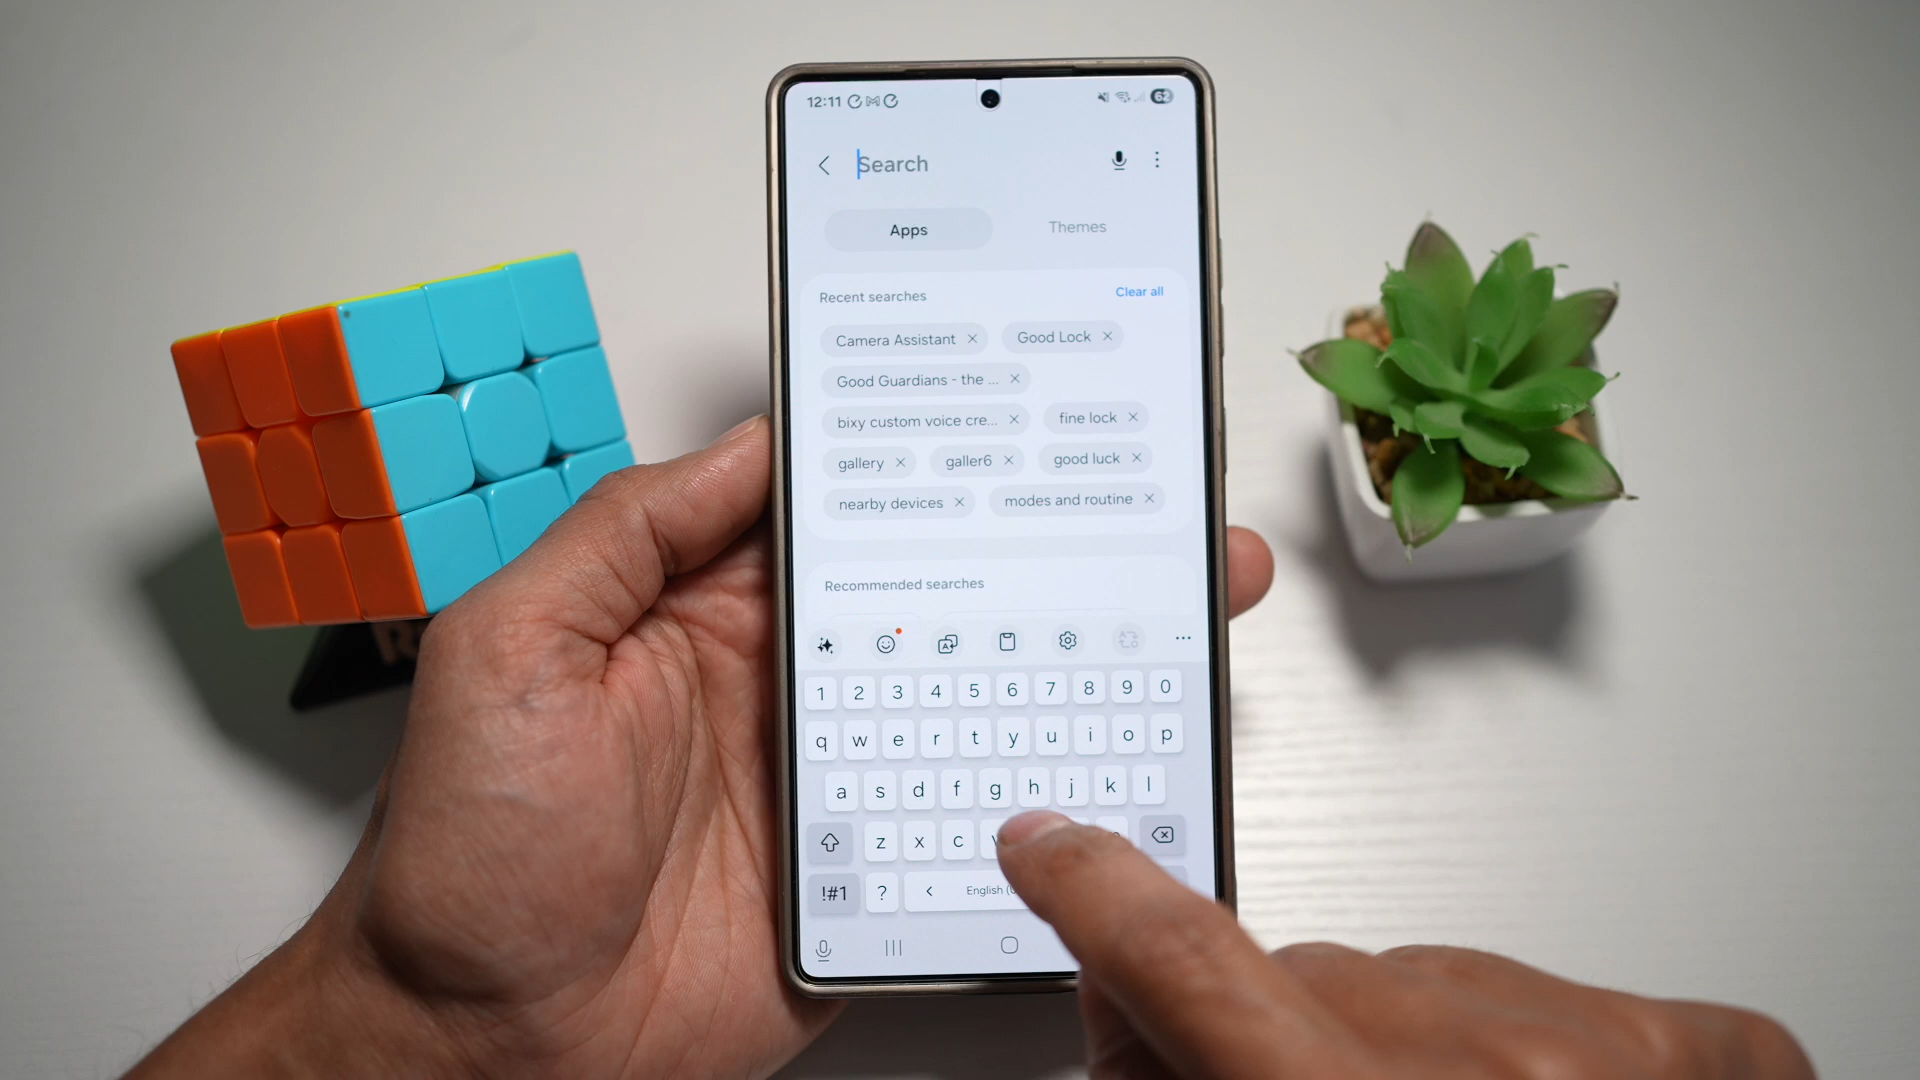 12:11 62
Search
Apps Themes
Recent searches Clear all
Camera Assistant × Good Lock ×
Good Guardians - the ... ×
bixy custom voice cre... × fine lock ×
gallery × galler6 × good luck ×
nearby devices × modes and routine ×
Recommended searches
1 2 3 4 5 6 7 8 9 0
q w e r t y u i o p
a s d f g h j k l
z x c
!#1 ? < English